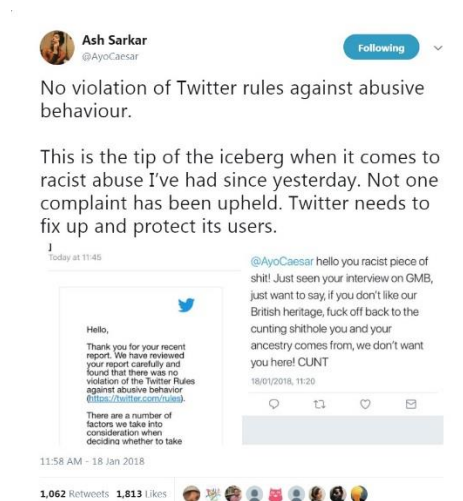 Ash Sarkar
@AyoCaesar
Following
No violation of Twitter rules against abusive
behaviour.
This is the tip of the iceberg when it comes to
racist abuse I've had since yesterday. Not one
complaint has been upheld. Twitter needs to
fix up and protect its users.
Today at 11:45
Hello,
Thank you for your recent
report. We have reviewed
your report carefully and
found that there was no
violation of the Twitter Rules
against abusive behavior
(https://twitter.com/rules).
There are a number of
factors we take into
consideration when
deciding whether to take
@AyoCaesar hello you racist piece of
shit! Just seen your interview on GMB,
just want to say, if you don't like our
British heritage, fuck off back to the
cunting shithole you and your
ancestry comes from, we don't want
you here! CUNT
18/01/2018, 11:20
11:58 AM - 18 Jan 2018
1,062 Retweets 1,813 Likes